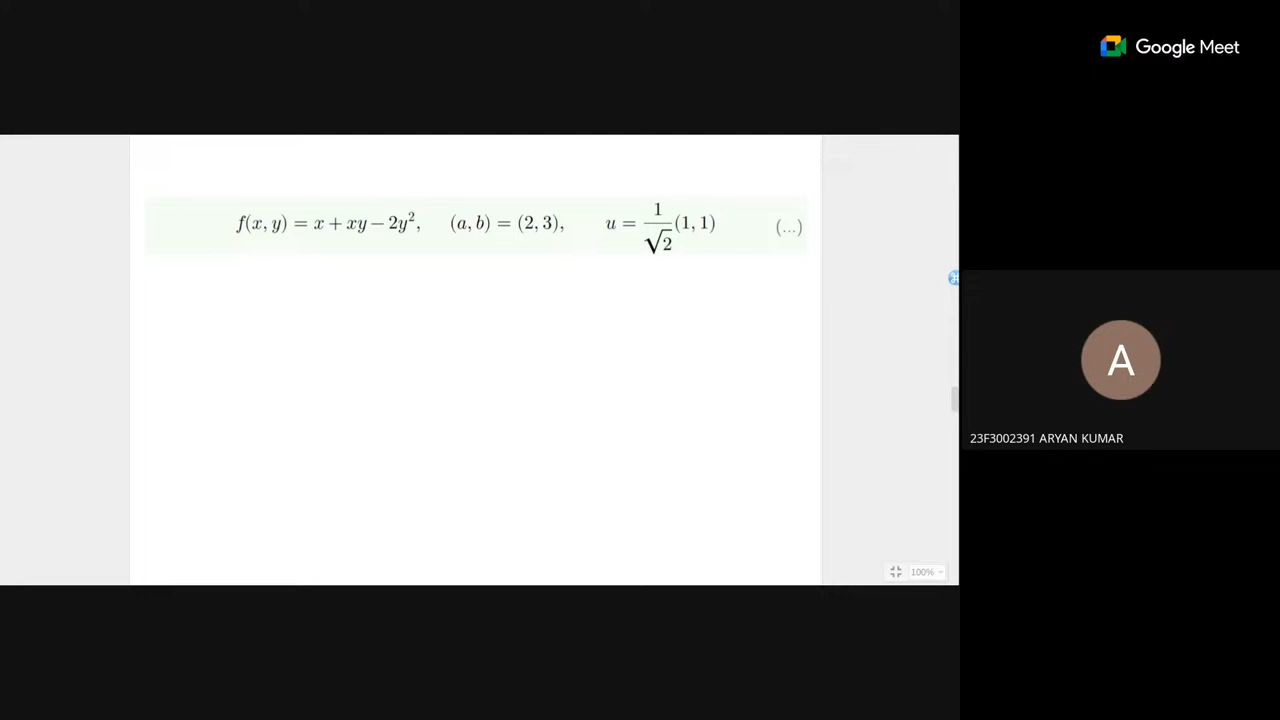 Google Meet
f(x, y) = x + xy − 2y², (a, b) = (2, 3), u = 1/√2 (1, 1) (...)
A
23F3002391 ARYAN KUMAR
100%